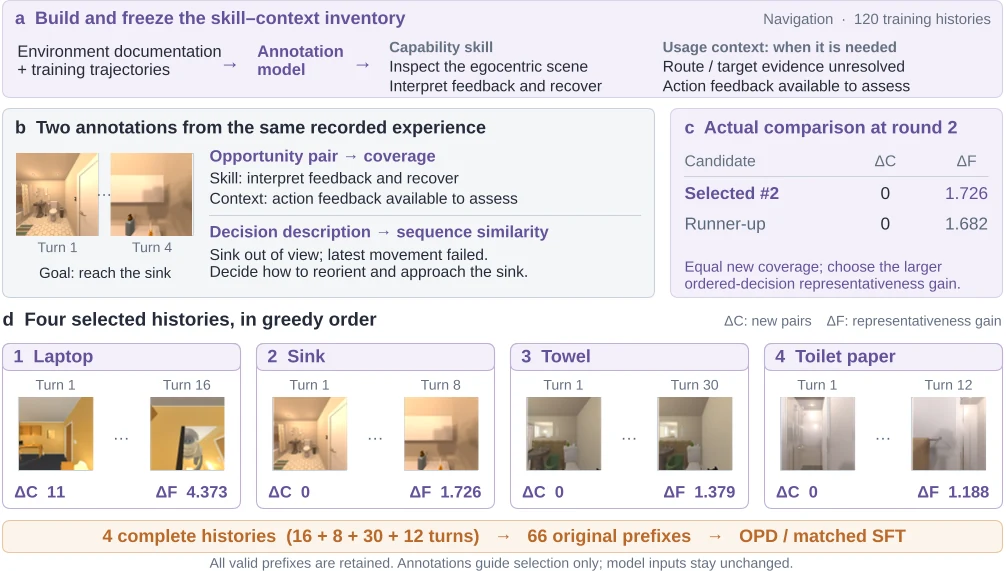 a Build and freeze the skill–context inventory
Navigation · 120 training histories
Environment documentation
+ training trajectories
→
Annotation
model
→
Capability skill
Inspect the egocentric scene
Interpret feedback and recover
Usage context: when it is needed
Route / target evidence unresolved
Action feedback available to assess
b Two annotations from the same recorded experience
...
Turn 1 Turn 4
Goal: reach the sink
Opportunity pair → coverage
Skill: interpret feedback and recover
Context: action feedback available to assess
Decision description → sequence similarity
Sink out of view; latest movement failed.
Decide how to reorient and approach the sink.
c Actual comparison at round 2
Candidate ΔC ΔF
Selected #2 0 1.726
Runner-up 0 1.682
Equal new coverage; choose the larger
ordered-decision representativeness gain.
d Four selected histories, in greedy order
ΔC: new pairs ΔF: representativeness gain
1 Laptop
Turn 1 Turn 16
...
ΔC 11 ΔF 4.373
2 Sink
Turn 1 Turn 8
...
ΔC 0 ΔF 1.726
3 Towel
Turn 1 Turn 30
...
ΔC 0 ΔF 1.379
4 Toilet paper
Turn 1 Turn 12
...
ΔC 0 ΔF 1.188
4 complete histories (16 + 8 + 30 + 12 turns) → 66 original prefixes → OPD / matched SFT
All valid prefixes are retained. Annotations guide selection only; model inputs stay unchanged.